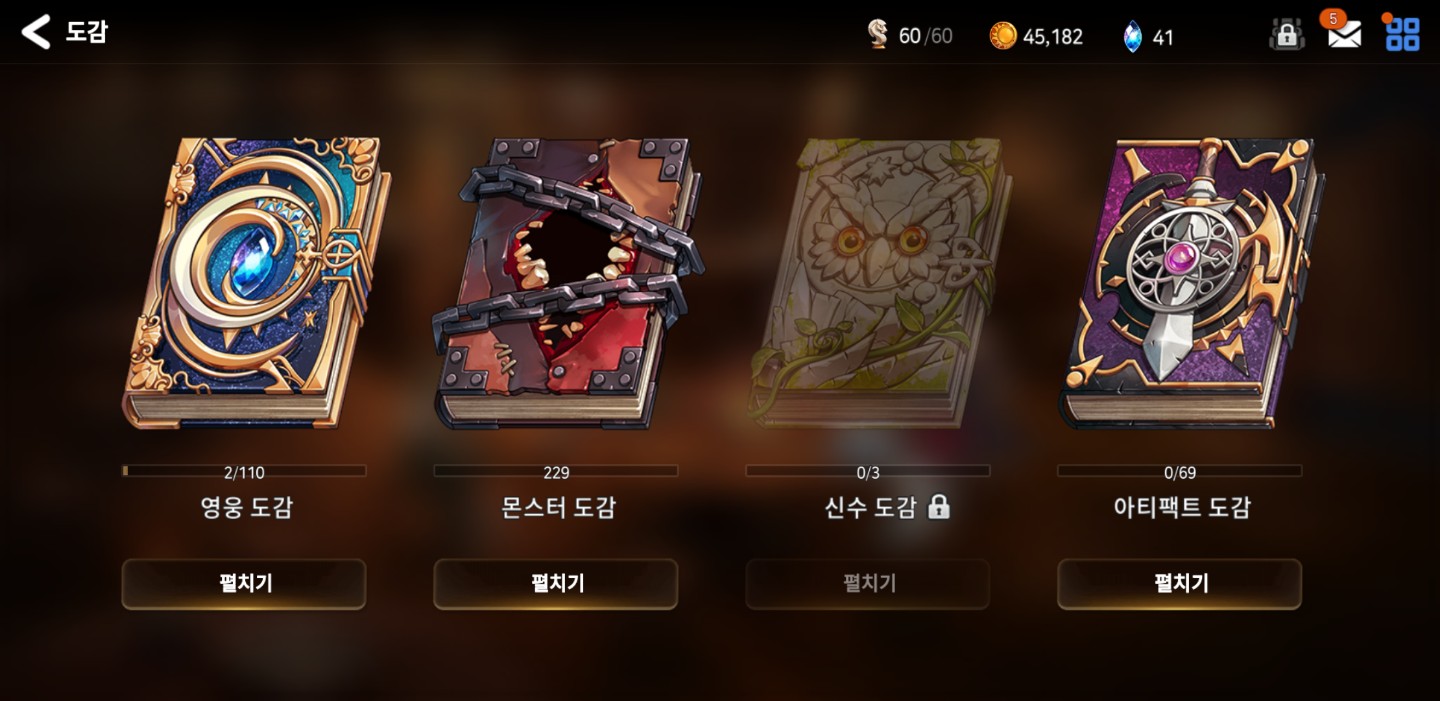 도감
60/60
45,182
41
5
2/110
영웅 도감
펼치기
229
몬스터 도감
펼치기
0/3
신수 도감
펼치기
0/69
아티팩트 도감
펼치기